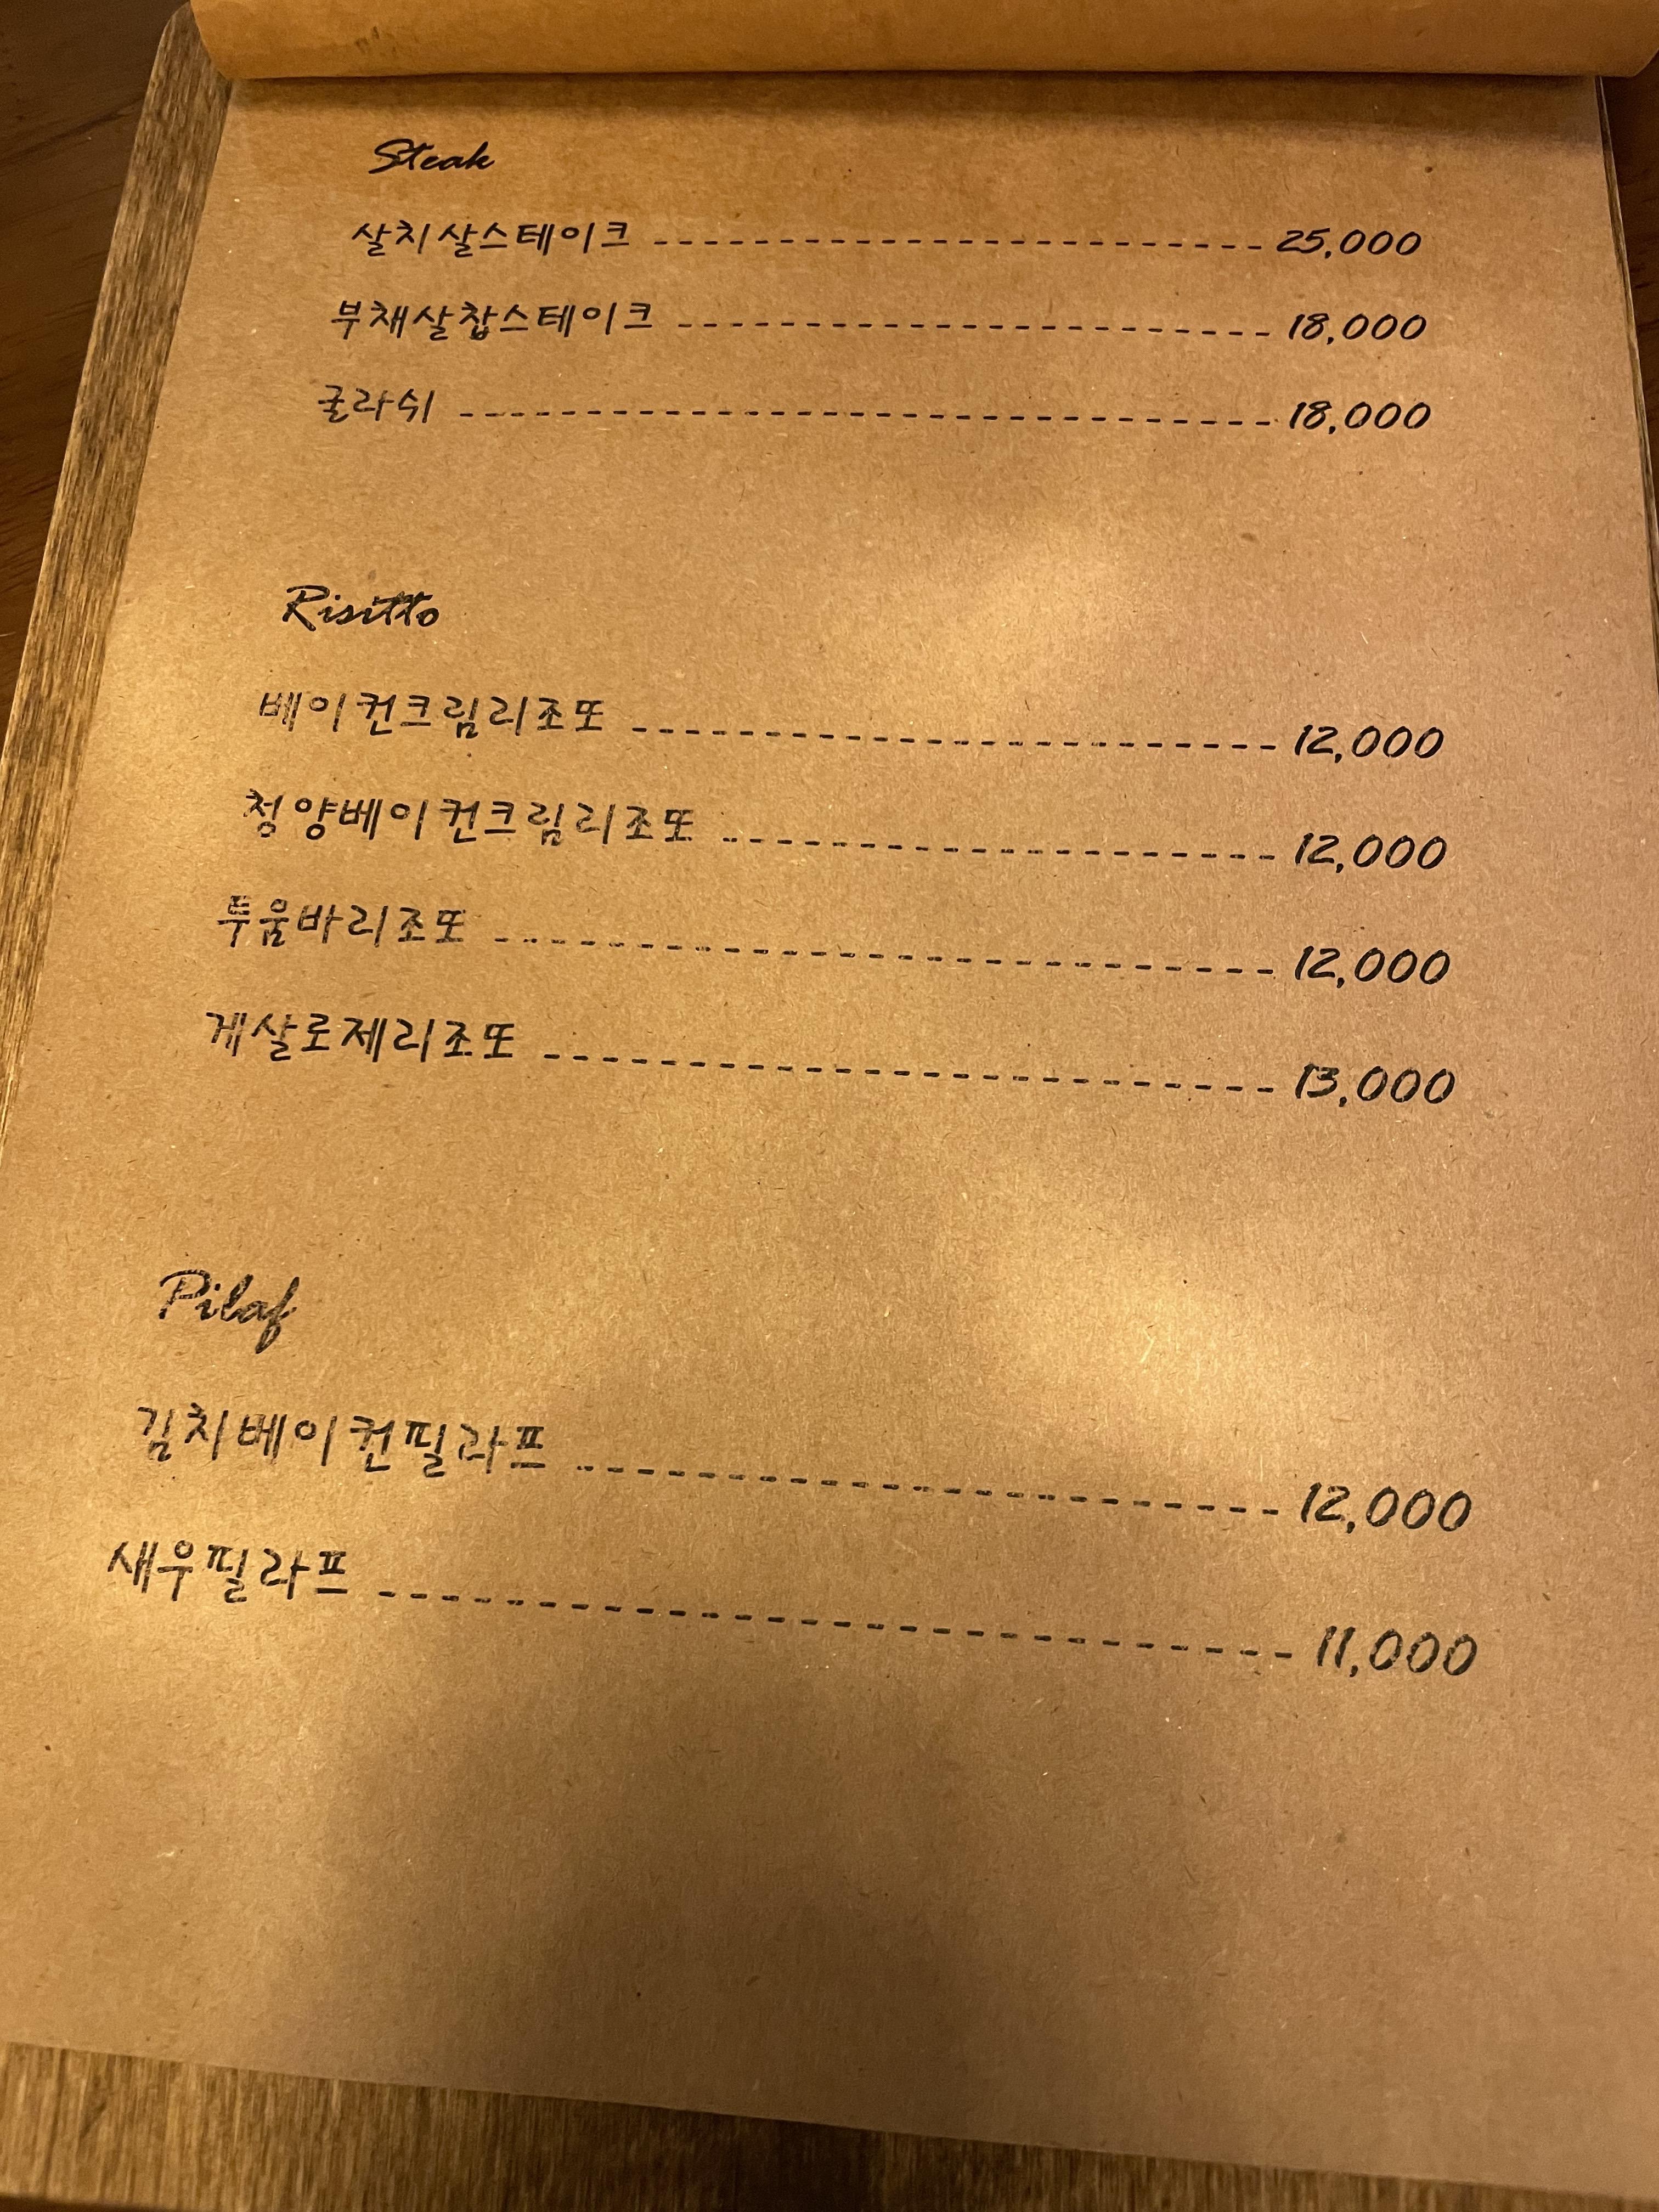 Steak
살치살스테이크 ------------------------ 25,000
부채살찹스테이크 ----------------------- 18,000
굴라쉬 -------------------------------- 18,000
Risitto
베이컨크림리조또 ----------------------- 12,000
청양베이컨크림리조또 -------------------- 12,000
투움바리조또 --------------------------- 12,000
게살로제리조또 ------------------------- 13,000
Pilaf
김치베이컨필라프 ----------------------- 12,000
새우필라프 ---------------------------- 11,000